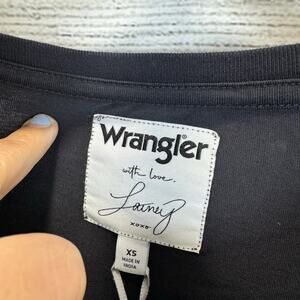 Wrangler®
with love,
Lainey
xoxo
XS
MADE IN
INDIA